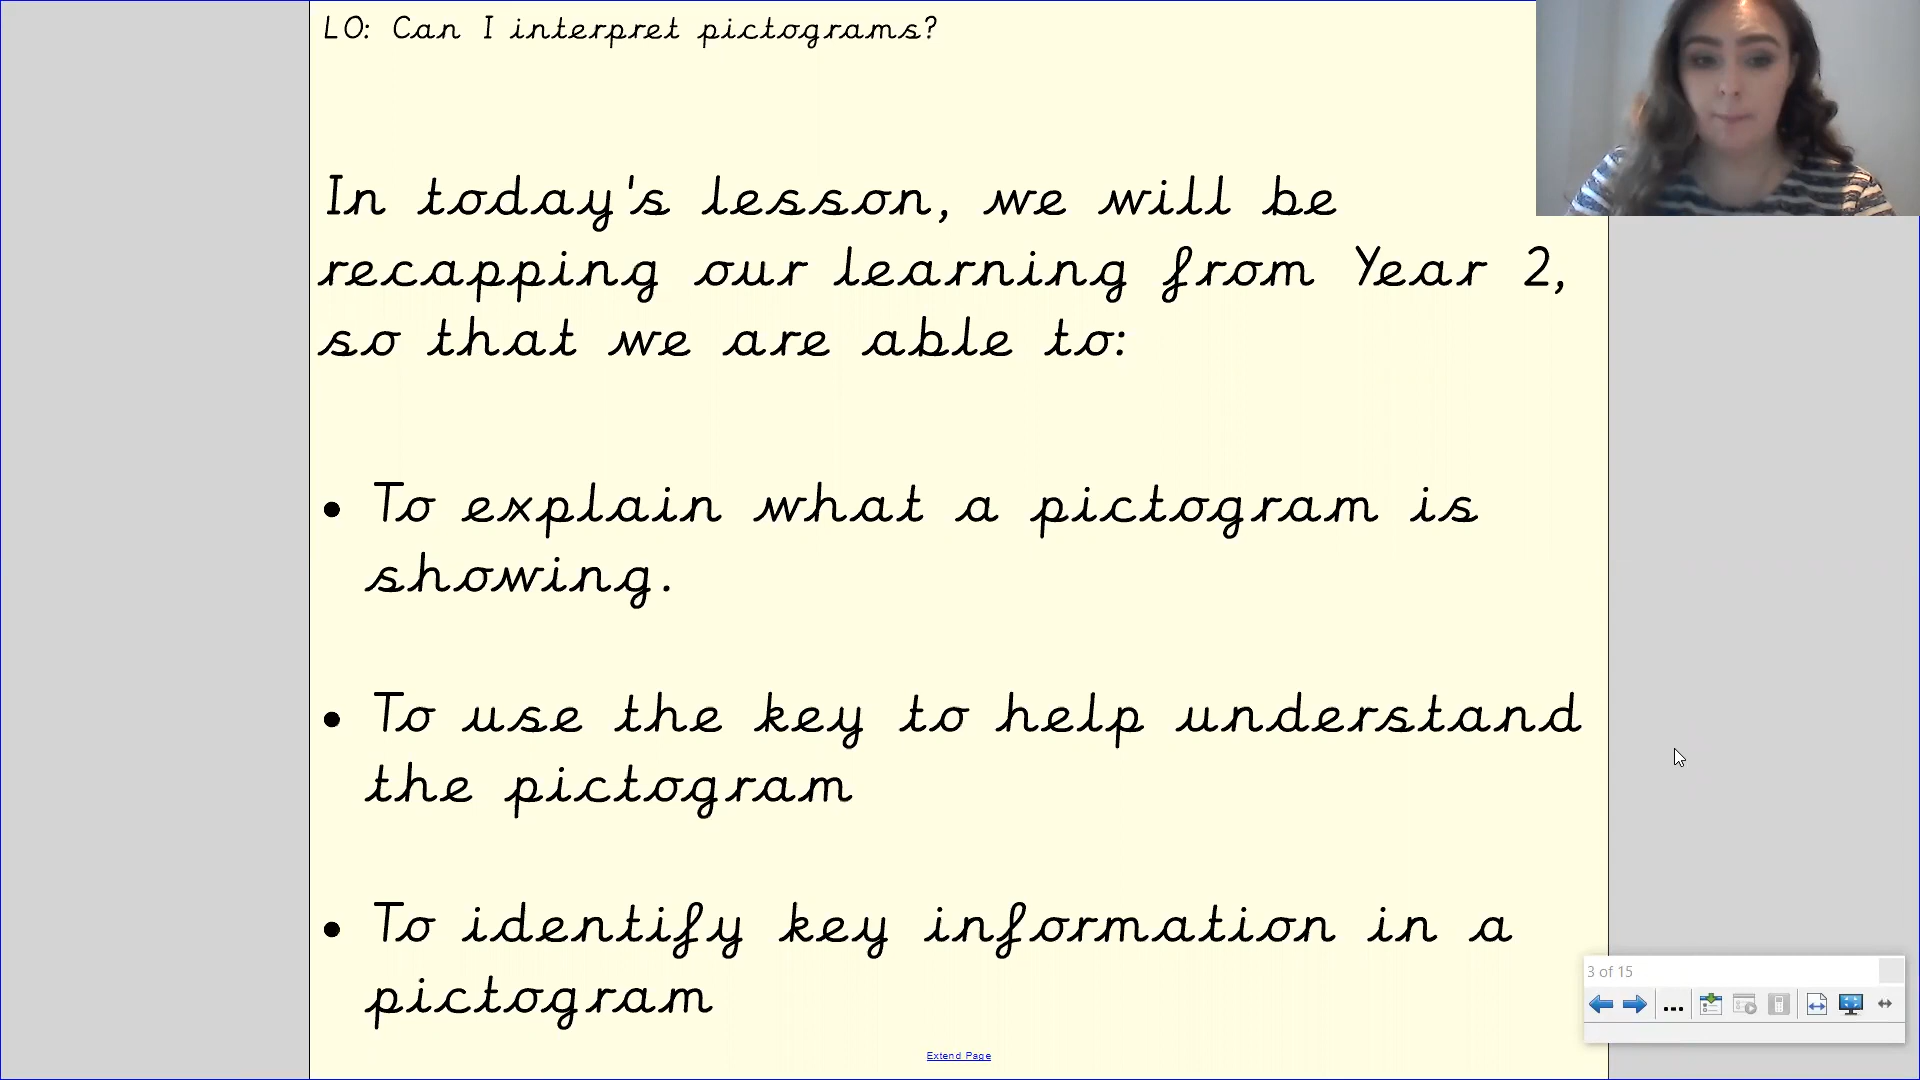 LO: Can I interpret pictograms?
In today's lesson, we will be
recapping our learning from Year 2,
so that we are able to:
• To explain what a pictogram is
showing.
• To use the key to help understand
the pictogram
• To identify key information in a
pictogram
Extend Page
3 of 15